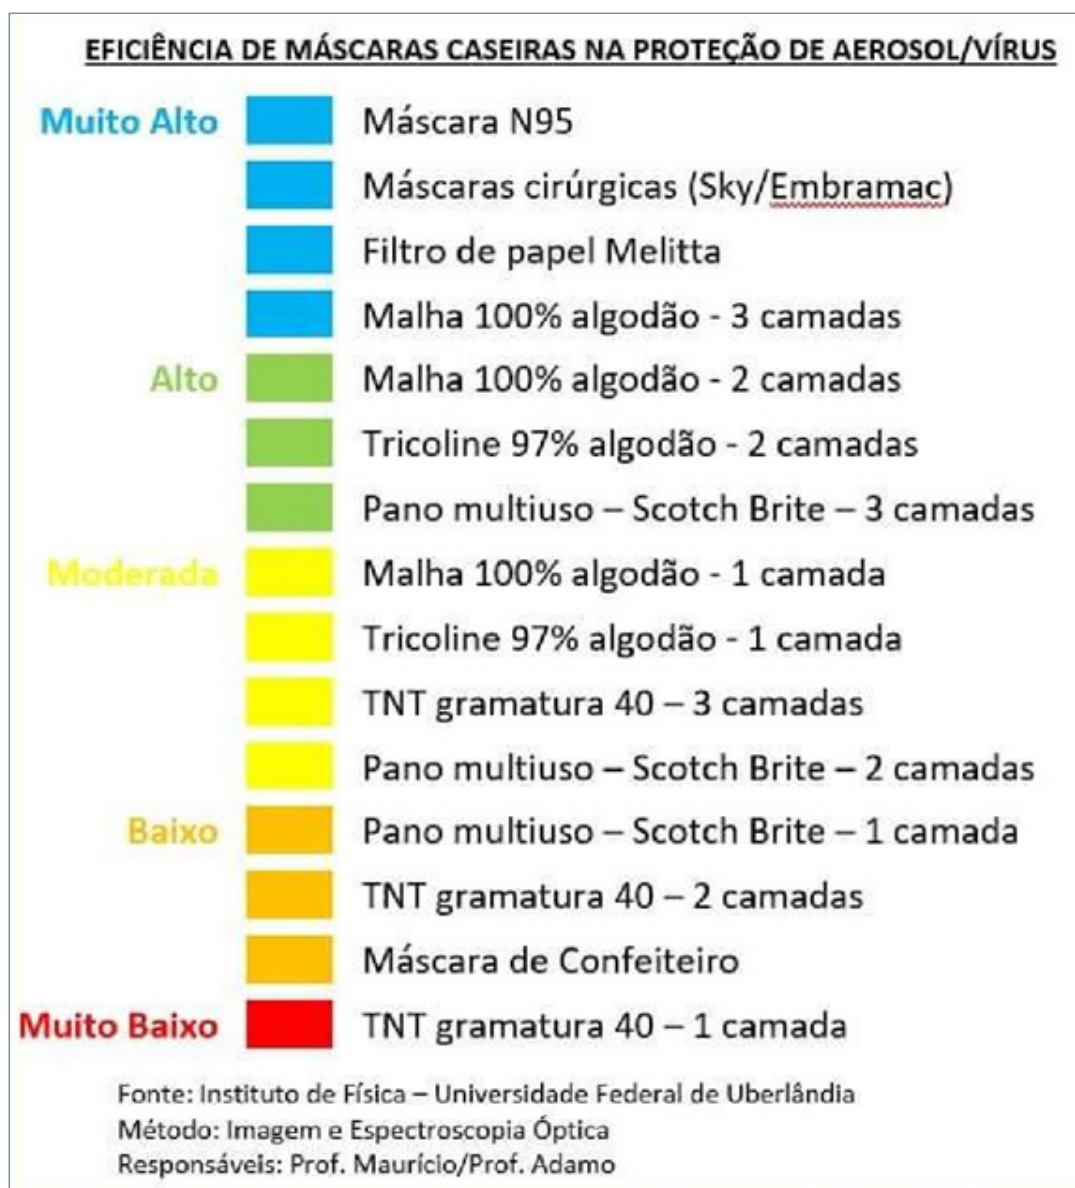 EFICIÊNCIA DE MÁSCARAS CASEIRAS NA PROTEÇÃO DE AEROSOL/VÍRUS
Muito Alto Máscara N95
Máscaras cirúrgicas (Sky/Embramac)
Filtro de papel Melitta
Malha 100% algodão - 3 camadas
Alto Malha 100% algodão - 2 camadas
Tricoline 97% algodão - 2 camadas
Pano multiuso – Scotch Brite – 3 camadas
Moderada Malha 100% algodão - 1 camada
Tricoline 97% algodão - 1 camada
TNT gramatura 40 – 3 camadas
Pano multiuso – Scotch Brite – 2 camadas
Baixo Pano multiuso – Scotch Brite – 1 camada
TNT gramatura 40 – 2 camadas
Máscara de Confeiteiro
Muito Baixo TNT gramatura 40 – 1 camada
Fonte: Instituto de Física – Universidade Federal de Uberlândia
Método: Imagem e Espectroscopia Óptica
Responsáveis: Prof. Maurício/Prof. Adamo